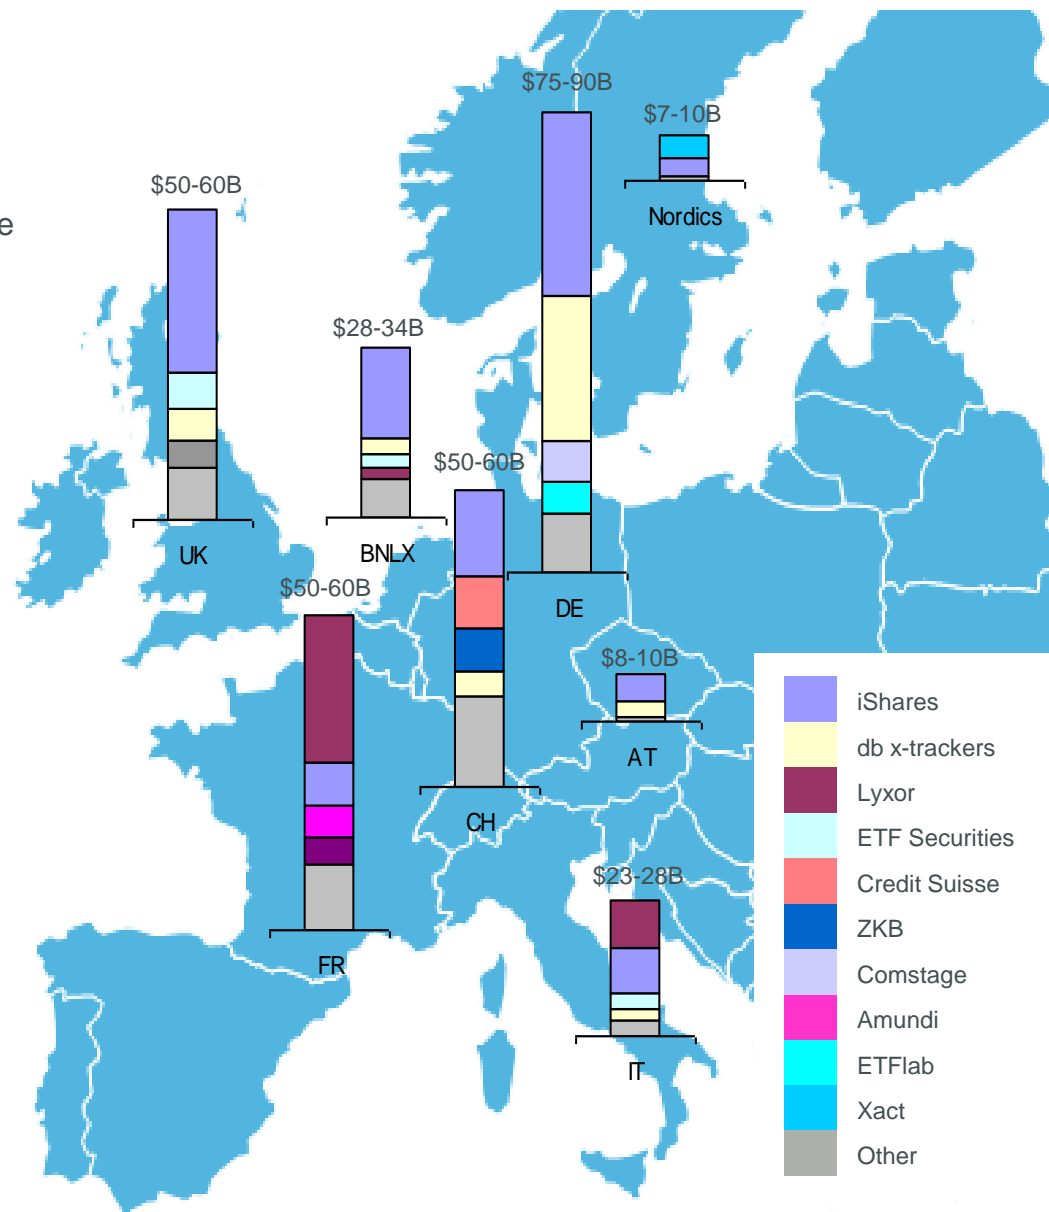 $75-90B
$7-10B
$50-60B
e
Nordics
$28-34B
$50-60B
UK
BNLX
$50-60B
DE
$8-10B
AT
CH
$23-28B
FR
IT
iShares
db x-trackers
Lyxor
ETF Securities
Credit Suisse
ZKB
Comstage
Amundi
ETFlab
Xact
Other